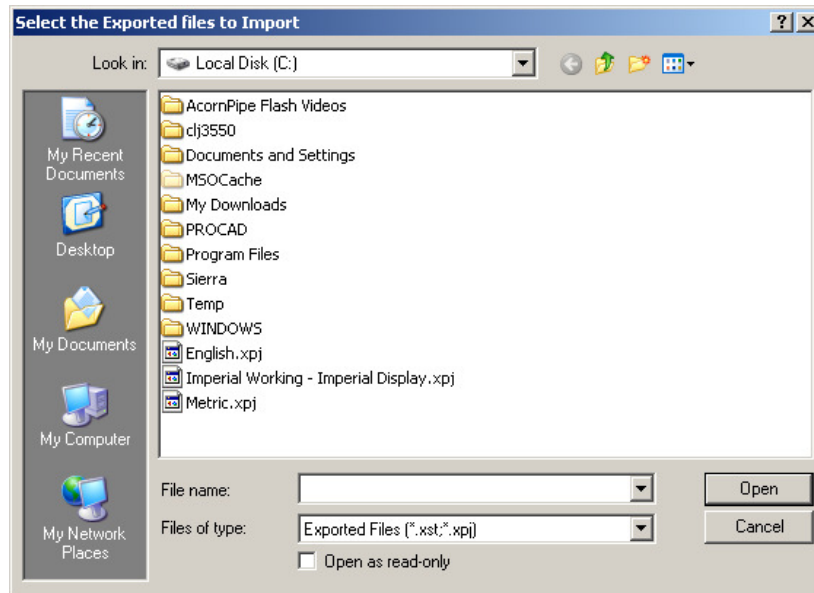 Select the Exported files to Import
Look in:
Local Disk (C:)
My Recent
Documents
Desktop
My Documents
My Computer
My Network
Places
AcornPipe Flash Videos
clj3550
Documents and Settings
MSOCache
My Downloads
PROCAD
Program Files
Sierra
Temp
WINDOWS
English.xpj
Imperial Working - Imperial Display.xpj
Metric.xpj
File name:
Open
Files of type:
Exported Files (*.xst;*.xpj)
Cancel
Open as read-only